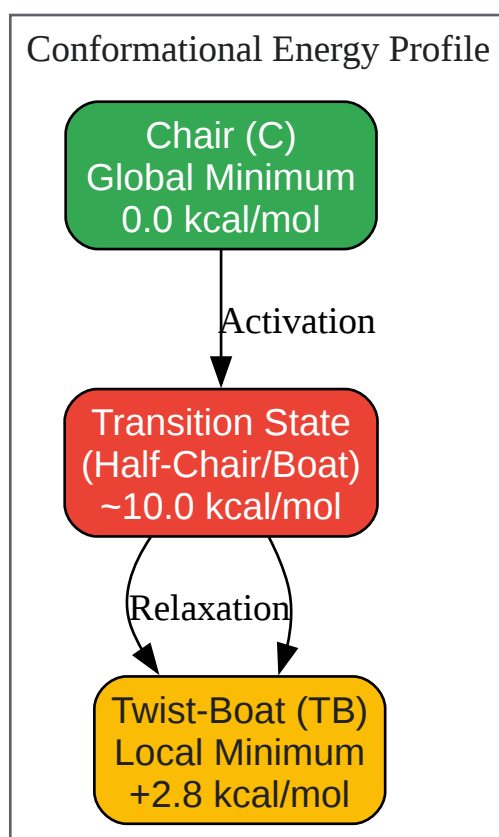 Conformational Energy Profile
Chair (C)
Global Minimum
0.0 kcal/mol
Activation
Transition State
(Half-Chair/Boat)
~10.0 kcal/mol
Relaxation
Twist-Boat (TB)
Local Minimum
+2.8 kcal/mol